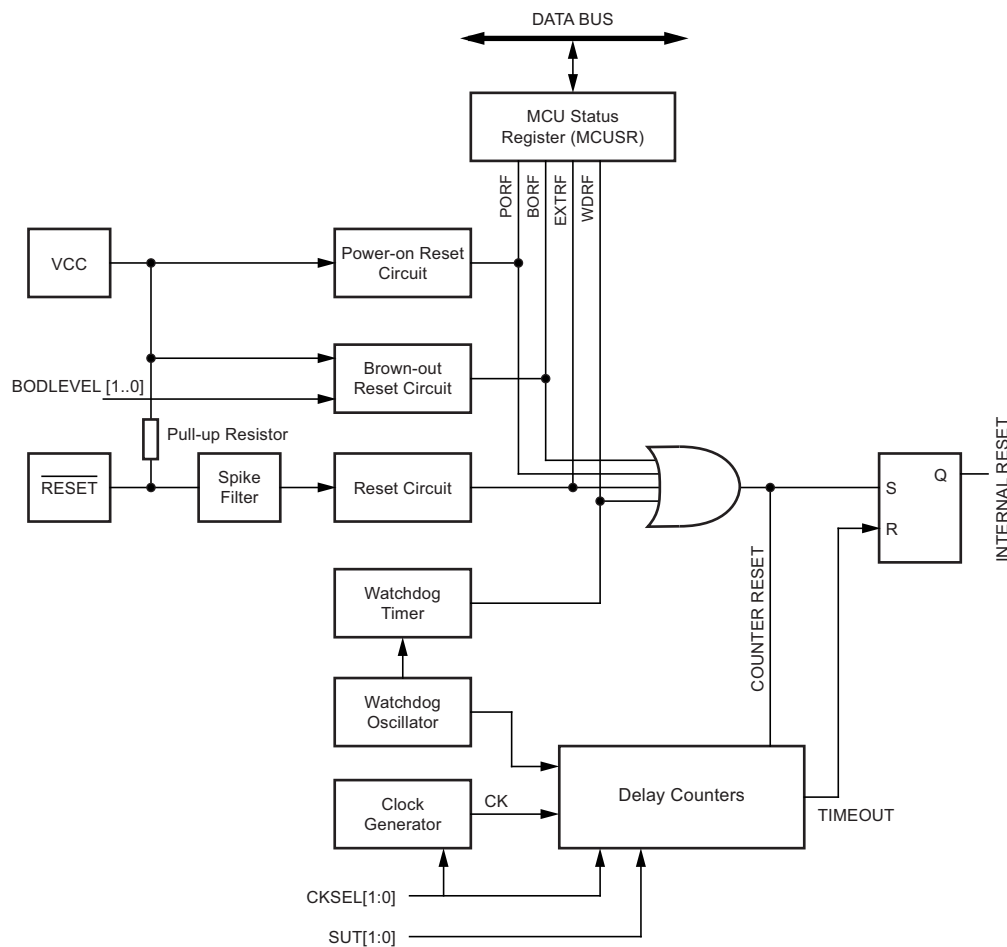 DATA BUS
MCU Status
Register (MCUSR)
PORF
BORF
EXTRF
WDRF
VCC
Power-on Reset
Circuit
BODLEVEL [1..0]
Brown-out
Reset Circuit
Pull-up Resistor
RESET
Spike
Filter
Reset Circuit
S
Q
R
INTERNAL RESET
COUNTER RESET
Watchdog
Timer
Watchdog
Oscillator
Clock
Generator
CK
Delay Counters
TIMEOUT
CKSEL[1:0]
SUT[1:0]